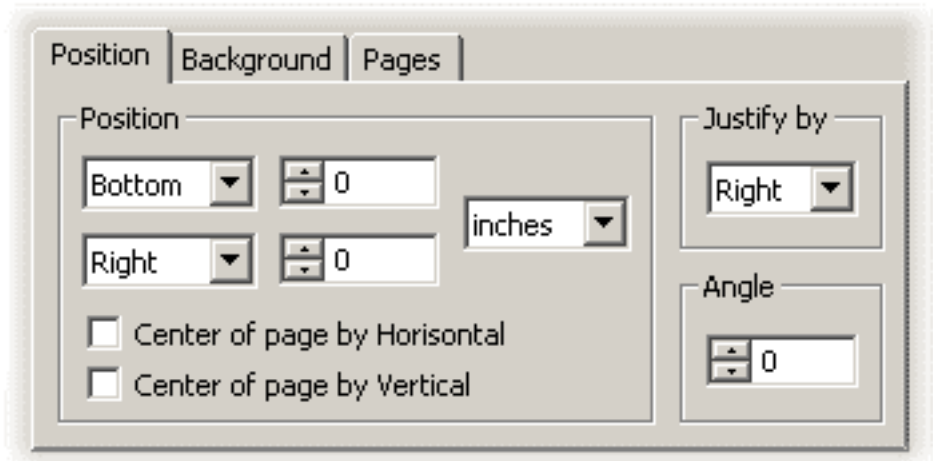 Position Background Pages
Position
Justify by
Bottom 0
Right
inches
Right 0
Angle
Center of page by Horisontal
0
Center of page by Vertical